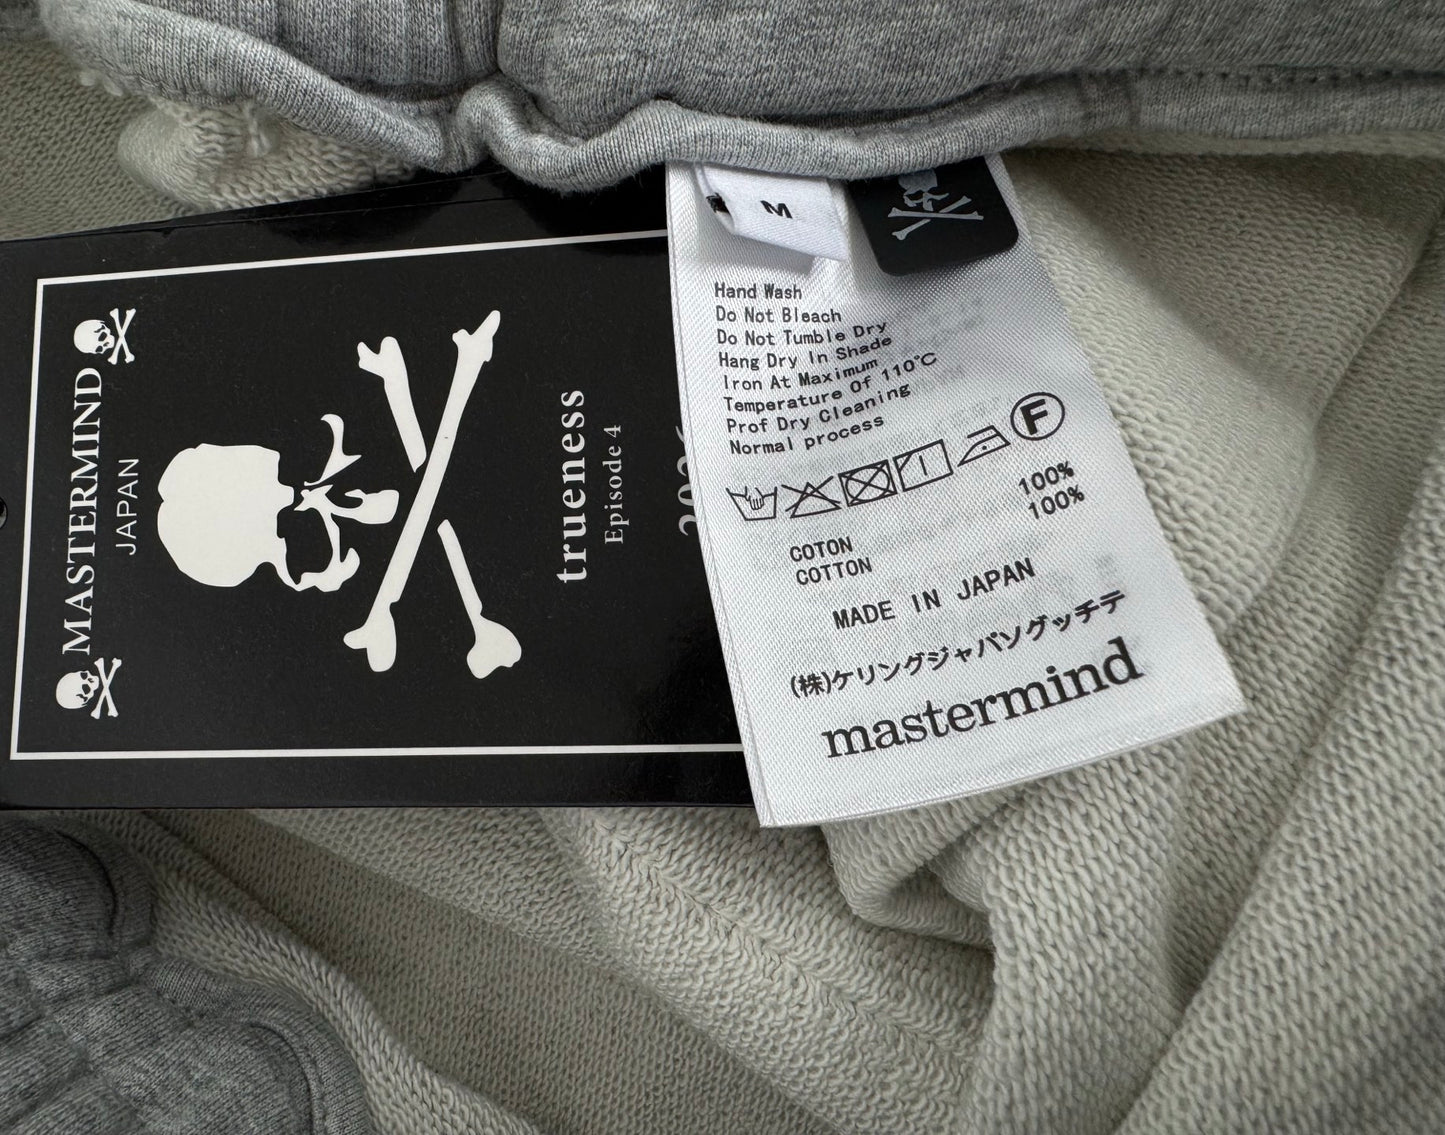 MASTERMIND
JAPAN
trueness
Episode 4
M
Hand Wash
Do Not Bleach
Do Not Tumble Dry
Hang Dry In Shade
Iron At Maximum
Temperature Of 110℃
Prof Dry Cleaning
Normal process
F
COTON 100%
COTTON 100%
MADE IN JAPAN
(株)ケリングジャパソグッチテ
mastermind